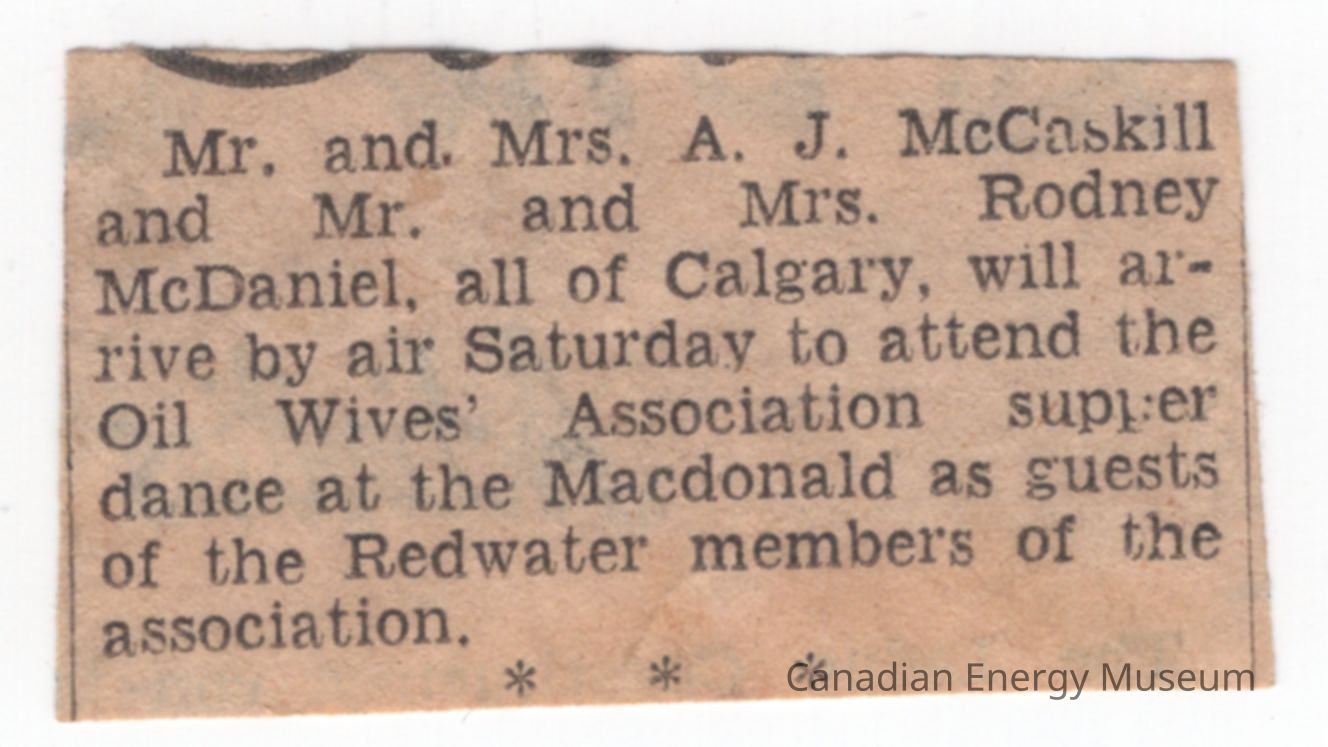 Mr. and. Mrs. A. J. McCaskill
and Mr. and Mrs. Rodney
McDaniel, all of Calgary, will ar-
rive by air Saturday to attend the
Oil Wives' Association supper
dance at the Macdonald as guests
of the Redwater members of the
association.
* * *
Canadian Energy Museum